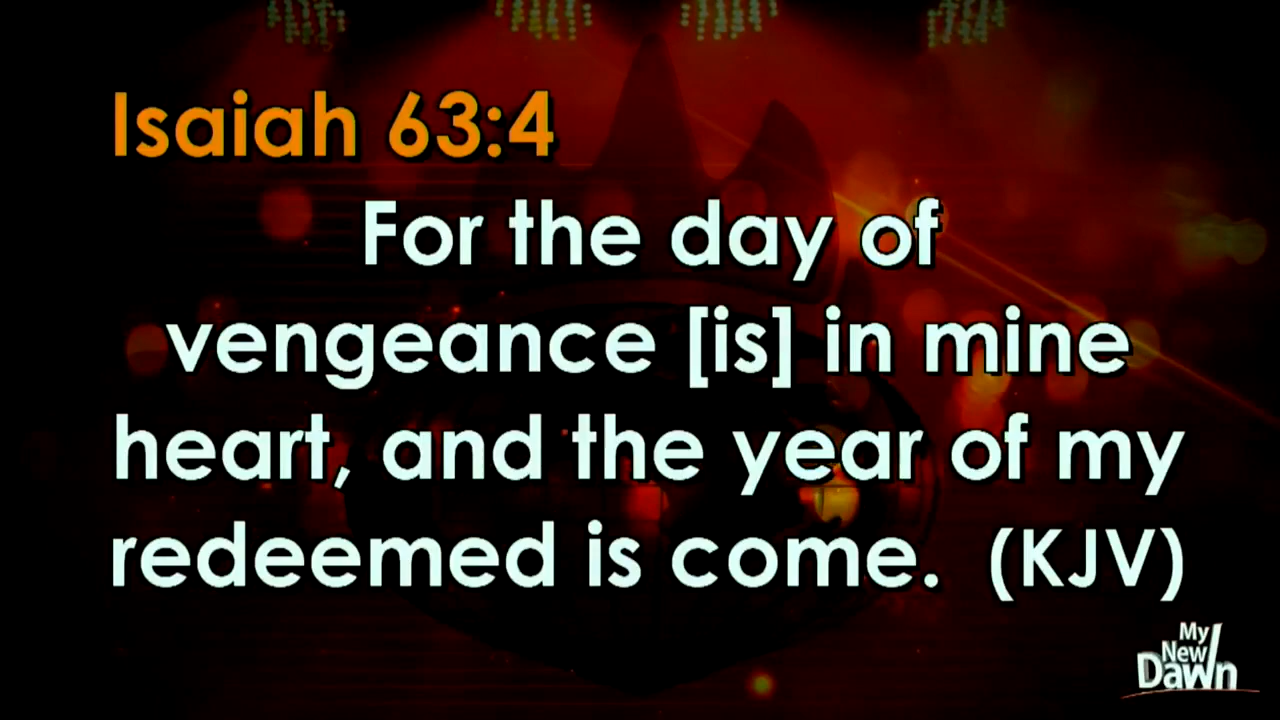 Isaiah 63:4
For the day of
vengeance [is] in mine
heart, and the year of my
redeemed is come. (KJV)
My
New
Dawn